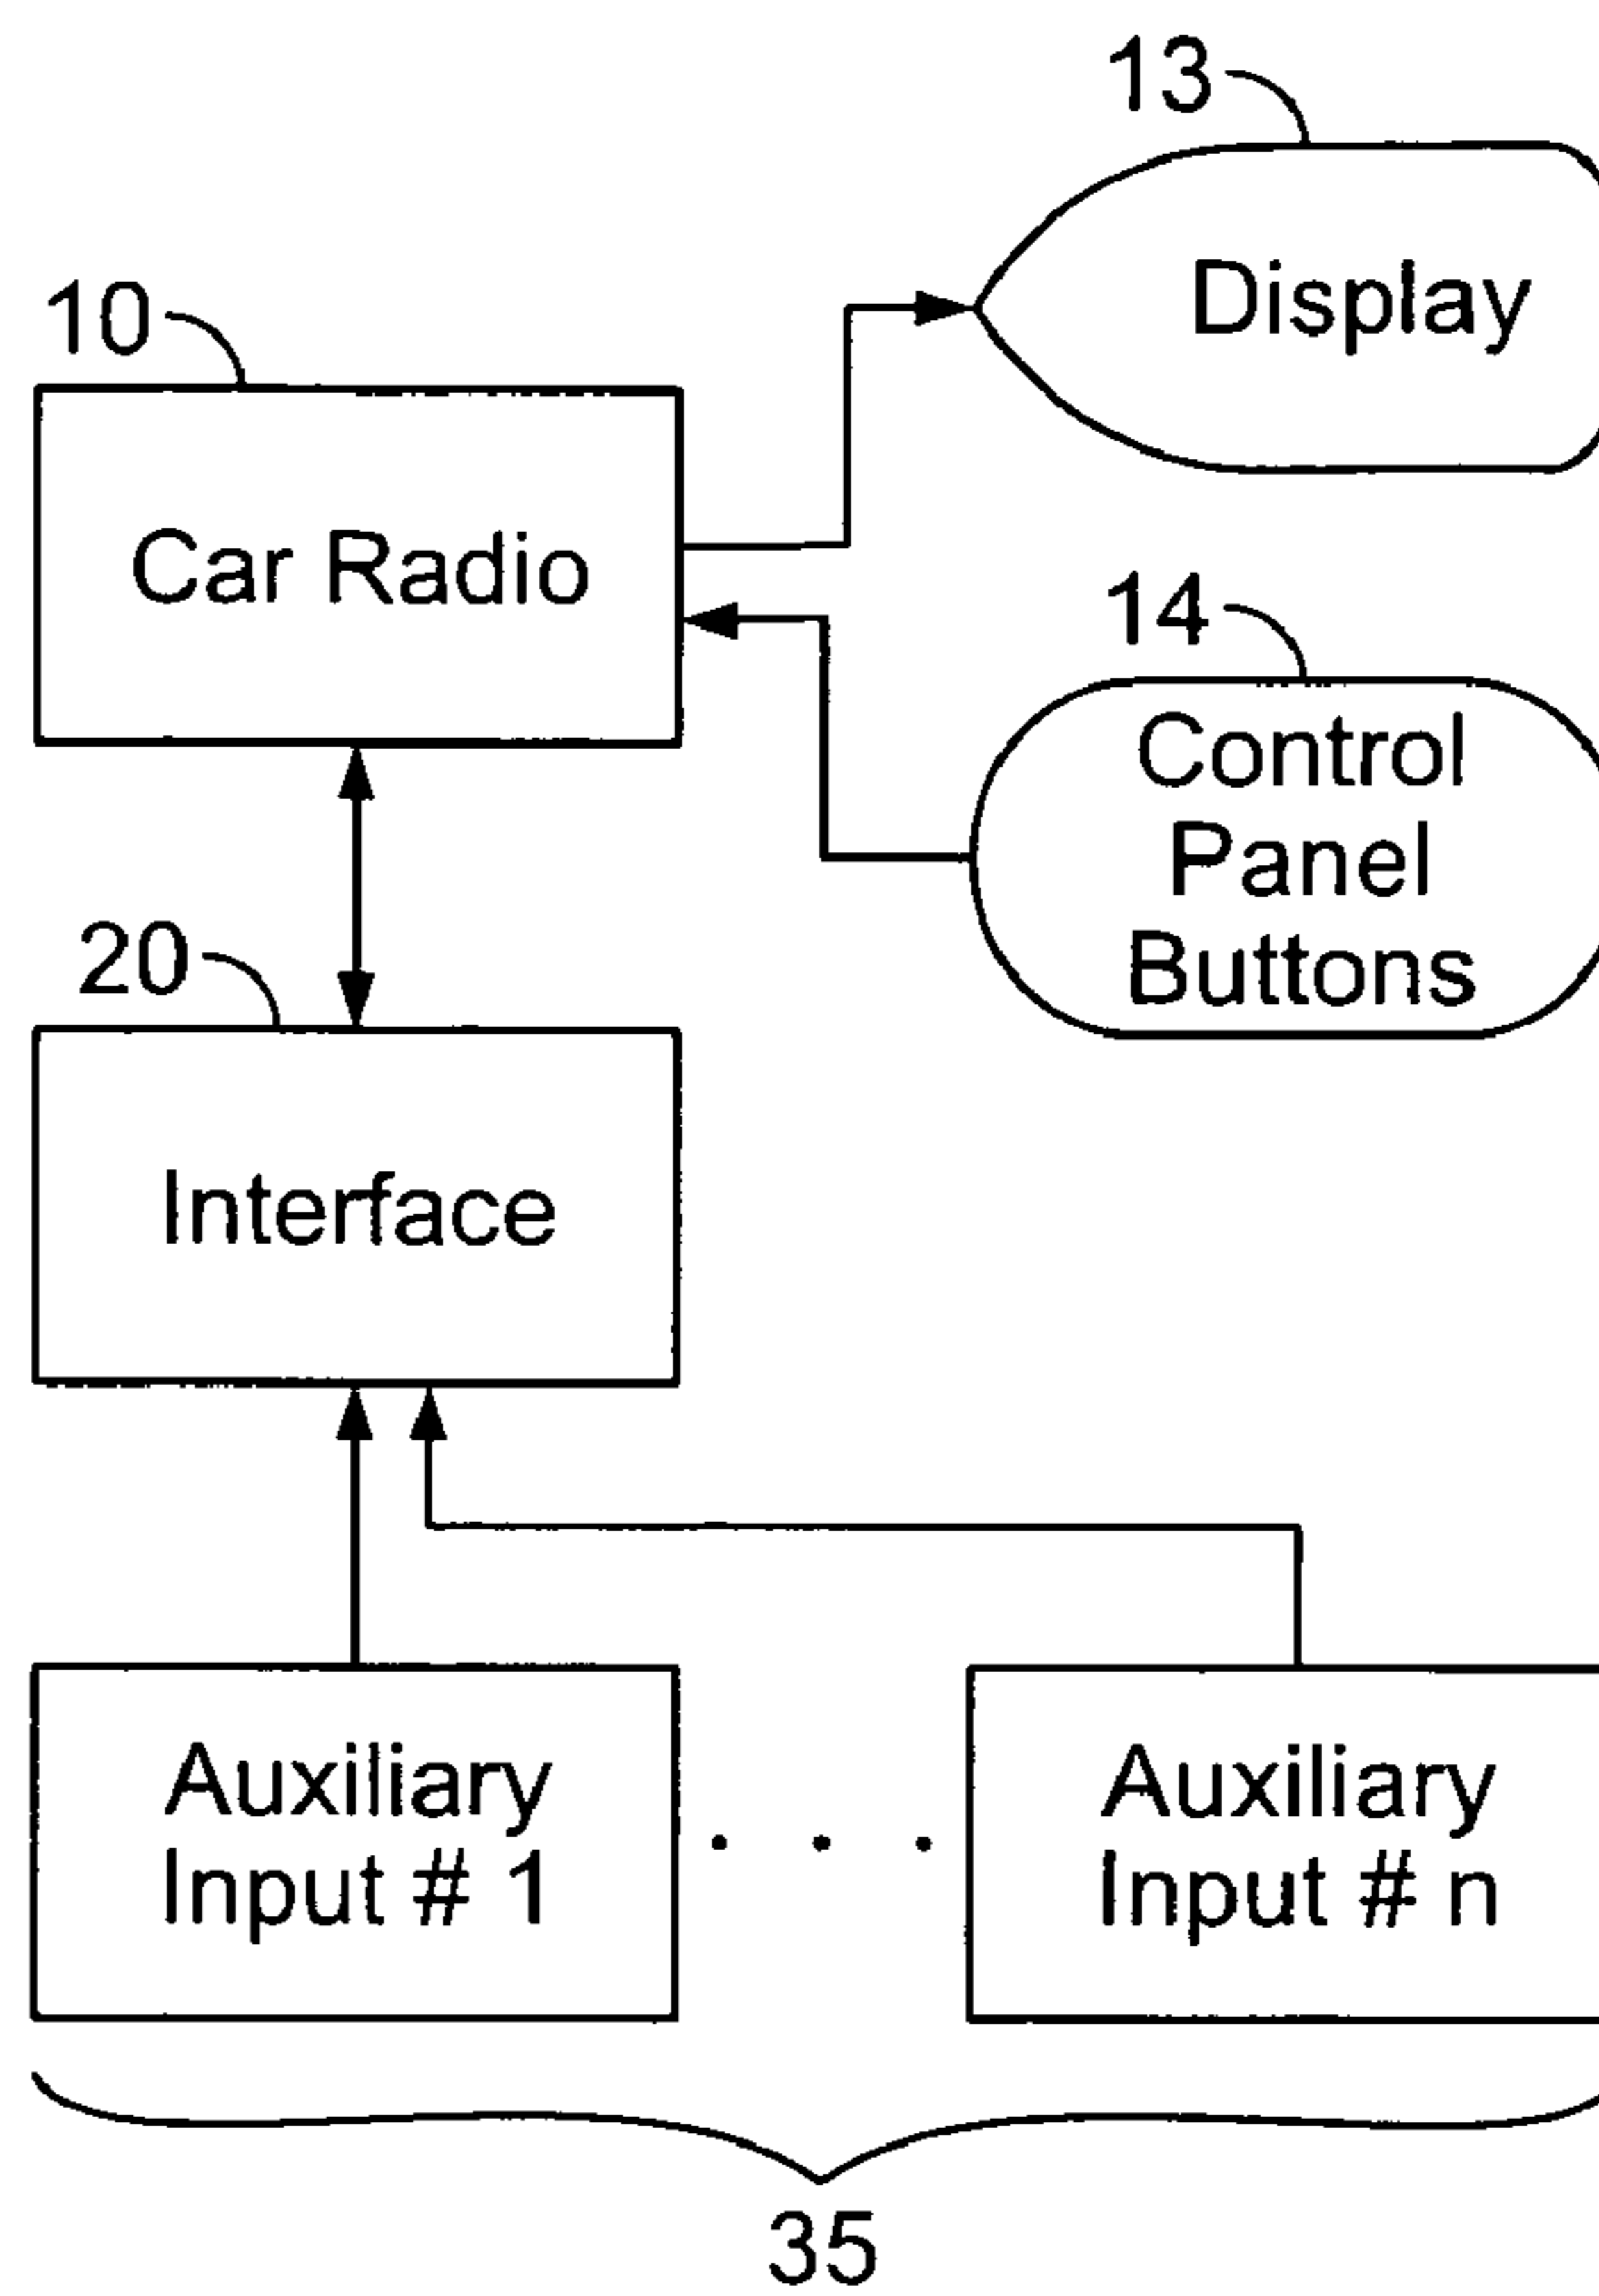 13
Display
10
Car Radio
14
Control
Panel
Buttons
20
Interface
Auxiliary
Input # 1
. . .
Auxiliary
Input # n
35